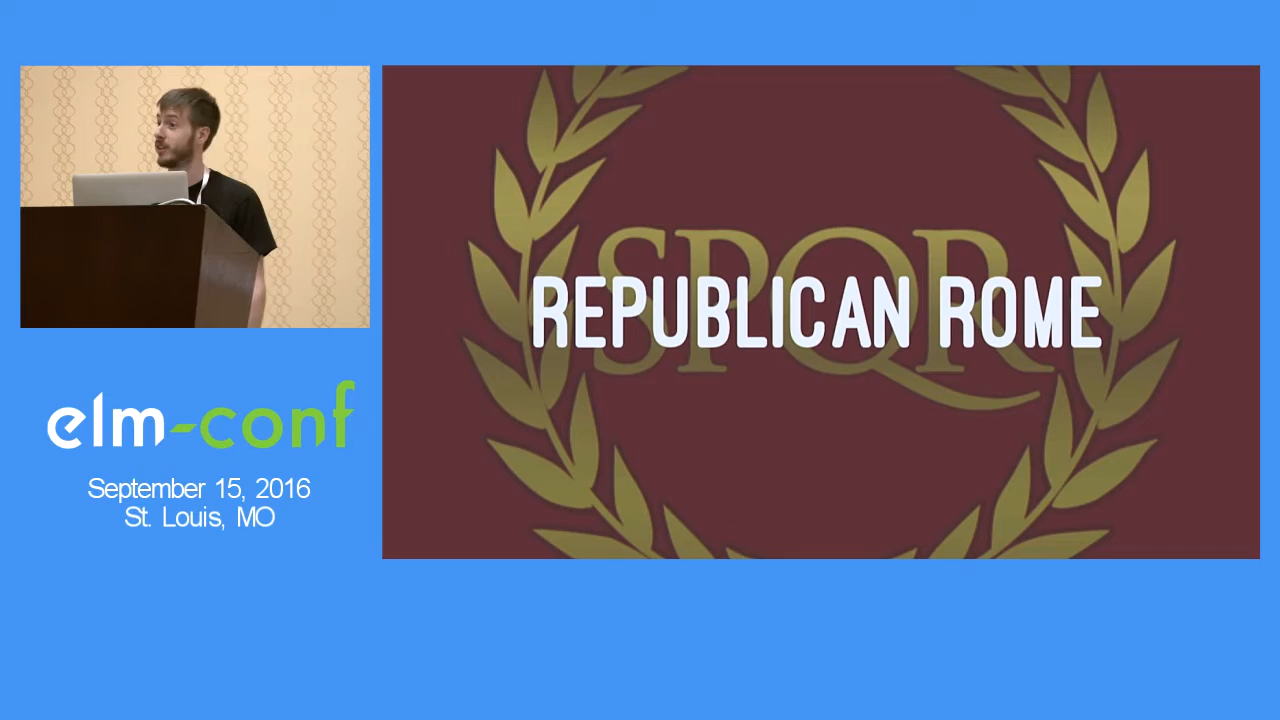 SPQR
REPUBLICAN ROME
elm-conf
September 15, 2016
St. Louis, MO